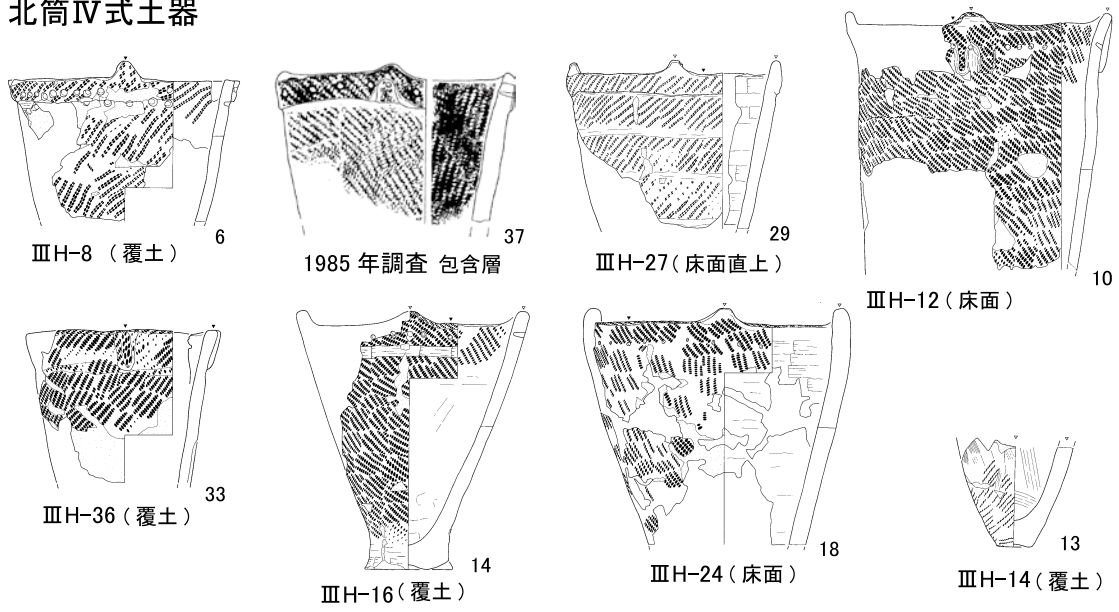 北筒Ⅳ式土器
6
ⅢH-8（覆土）
37
1985年調査 包含層
29
ⅢH-27（床面直上）
10
ⅢH-12（床面）
33
ⅢH-36（覆土）
14
ⅢH-16（覆土）
18
ⅢH-24（床面）
13
ⅢH-14（覆土）